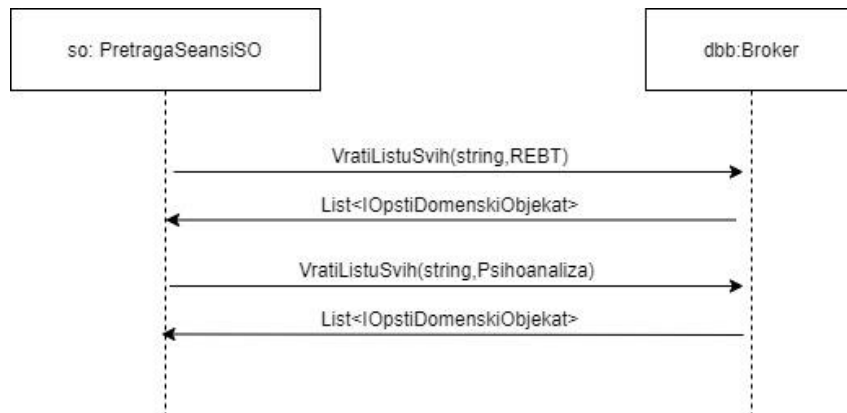 so: PretragaSeansiSO
dbb:Broker
VratiListuSvih(string,REBT)
List<IOpstiDomenskiObjekat>
VratiListuSvih(string,Psihoanaliza)
List<IOpstiDomenskiObjekat>